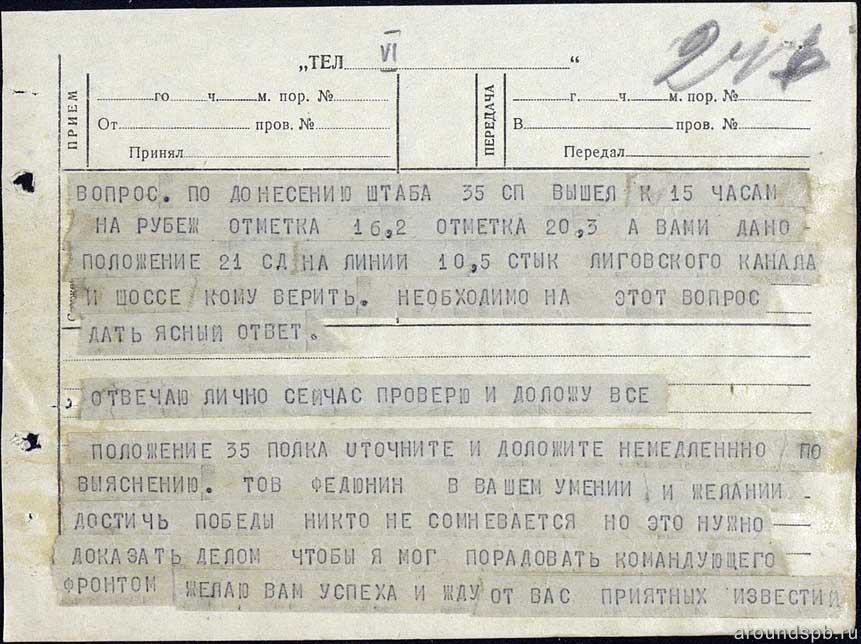 „ТЕЛ VI “
ПРИЕМ
го ч. м. пор. №
От пров. №
Принял
ПЕРЕДАЧА
г. ч. м. пор. №
В пров. №
Передал
ВОПРОС. ПО ДОНЕСЕНИЮ ШТАБА 35 СП ВЫШЕЛ К 15 ЧАСАМ
НА РУБЕЖ ОТМЕТКА 16,2 ОТМЕТКА 20,3 А ВАМИ ДАНО
ПОЛОЖЕНИЕ 21 СД НА ЛИНИИ 10,5 СТЫК ЛИГОВСКОГО КАНАЛА
И ШОССЕ КОМУ ВЕРИТЬ. НЕОБХОДИМО НА ЭТОТ ВОПРОС
ДАТЬ ЯСНЫЙ ОТВЕТ.
ОТВЕЧАЮ ЛИЧНО СЕЙЧАС ПРОВЕРЮ И ДОЛОЖУ ВСЕ
ПОЛОЖЕНИЕ 35 ПОЛКА UТОЧНИТЕ И ДОЛОЖИТЕ НЕМЕДЛЕНННО ПО
ВЫЯСНЕНИЮ. ТОВ ФЕДЮНИН В ВАШЕМ УМЕНИИ И ЖЕЛАНИИ
ДОСТИЧЬ ПОБЕДЫ НИКТО НЕ СОМНЕВАЕТСЯ НО ЭТО НУЖНО
ДОКАЗАТЬ ДЕЛОМ ЧТОБЫ Я МОГ ПОРАДОВАТЬ КОМАНДУЮЩЕГО
ФРОНТОМ ЖЕЛАЮ ВАМ УСПЕХА И ЖДУ ОТ ВАС ПРИЯТНЫХ ИЗВЕСТИЙ
aroundspb.ru